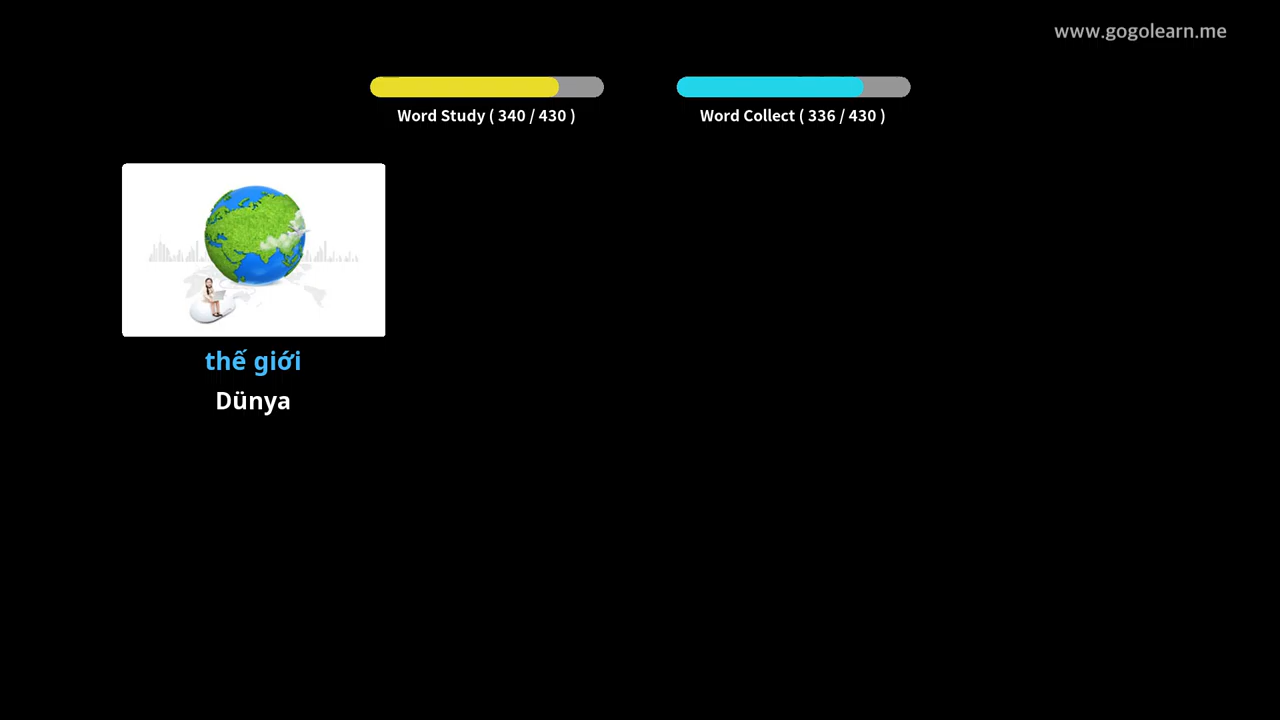 www.gogolearn.me
Word Study ( 340 / 430 )
Word Collect ( 336 / 430 )
thế giới
Dünya